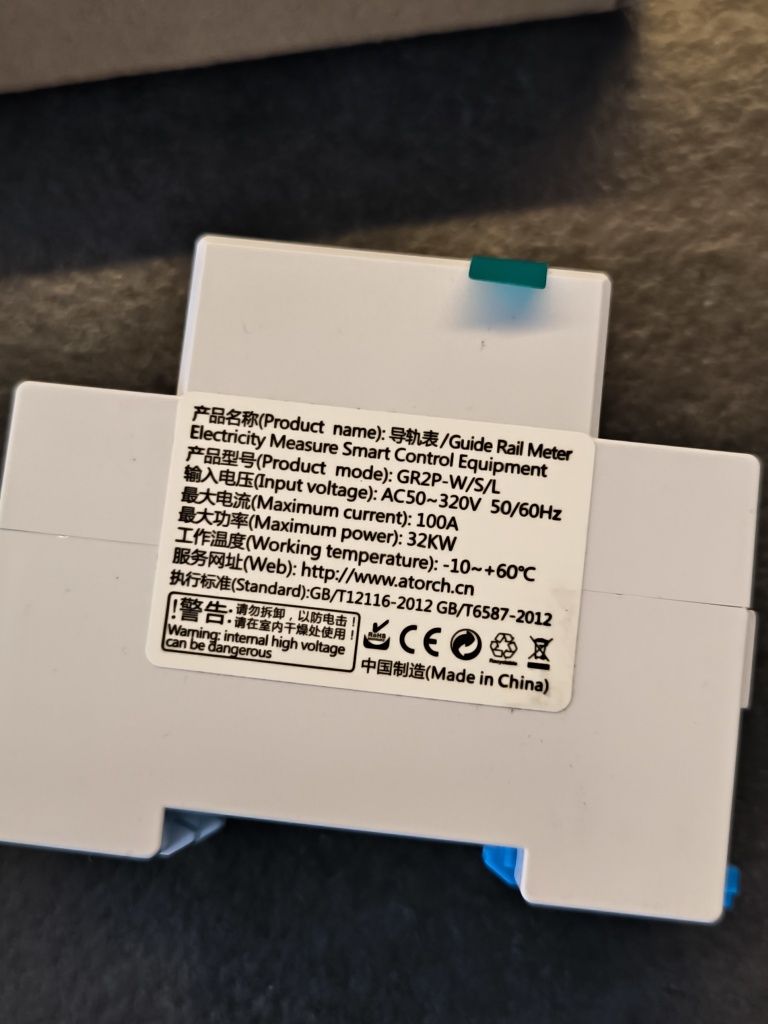 产品名称(Product name): 导轨表/Guide Rail Meter
Electricity Measure Smart Control Equipment
产品型号(Product mode): GR2P-W/S/L
输入电压(Input voltage): AC50~320V 50/60Hz
最大电流(Maximum current): 100A
最大功率(Maximum power): 32KW
工作温度(Working temperature): -10~+60℃
服务网址(Web): http://www.atorch.cn
执行标准(Standard):GB/T12116-2012 GB/T6587-2012
!警告: 请勿拆卸，以防电击！
请在室内干燥处使用！
Warning: internal high voltage
can be dangerous
RoHS
CE
Recyclable
中国制造(Made in China)